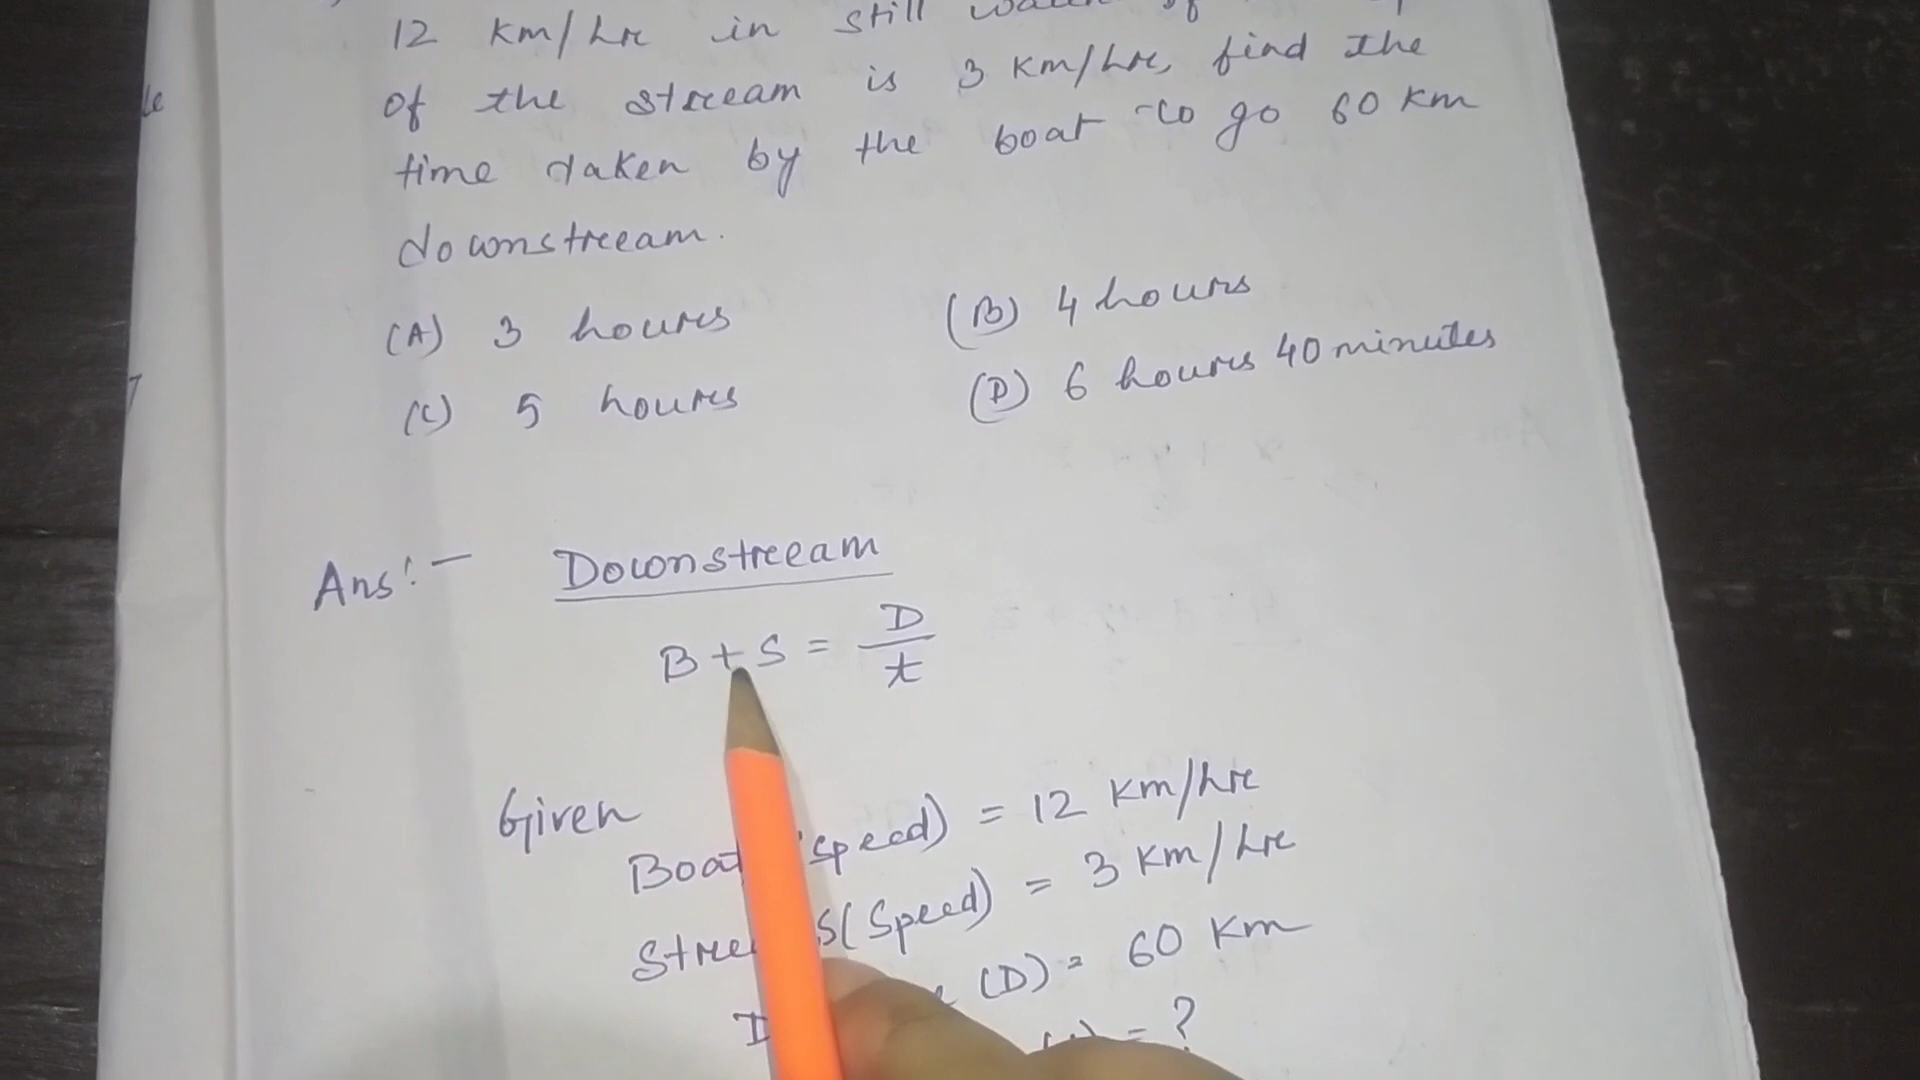 12 km/hr in still water
of the stream is 3 km/hr, find the
time taken by the boat to go 60 km
downstream.
(A) 3 hours (B) 4 hours
(C) 5 hours (D) 6 hours 40 minutes
Ans:- Downstream
B + S = D/t
Given
Boat (Speed) = 12 km/hr
S(Speed) = 3 km/hr
(D) = 60 km
= ?